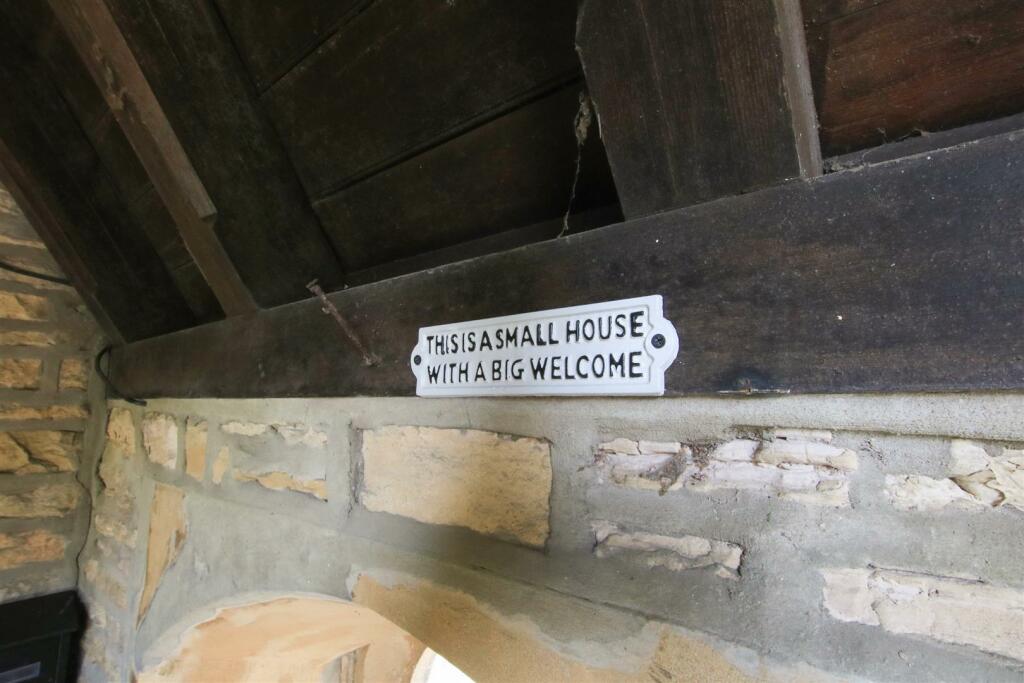 THIS IS A SMALL HOUSE
WITH A BIG WELCOME